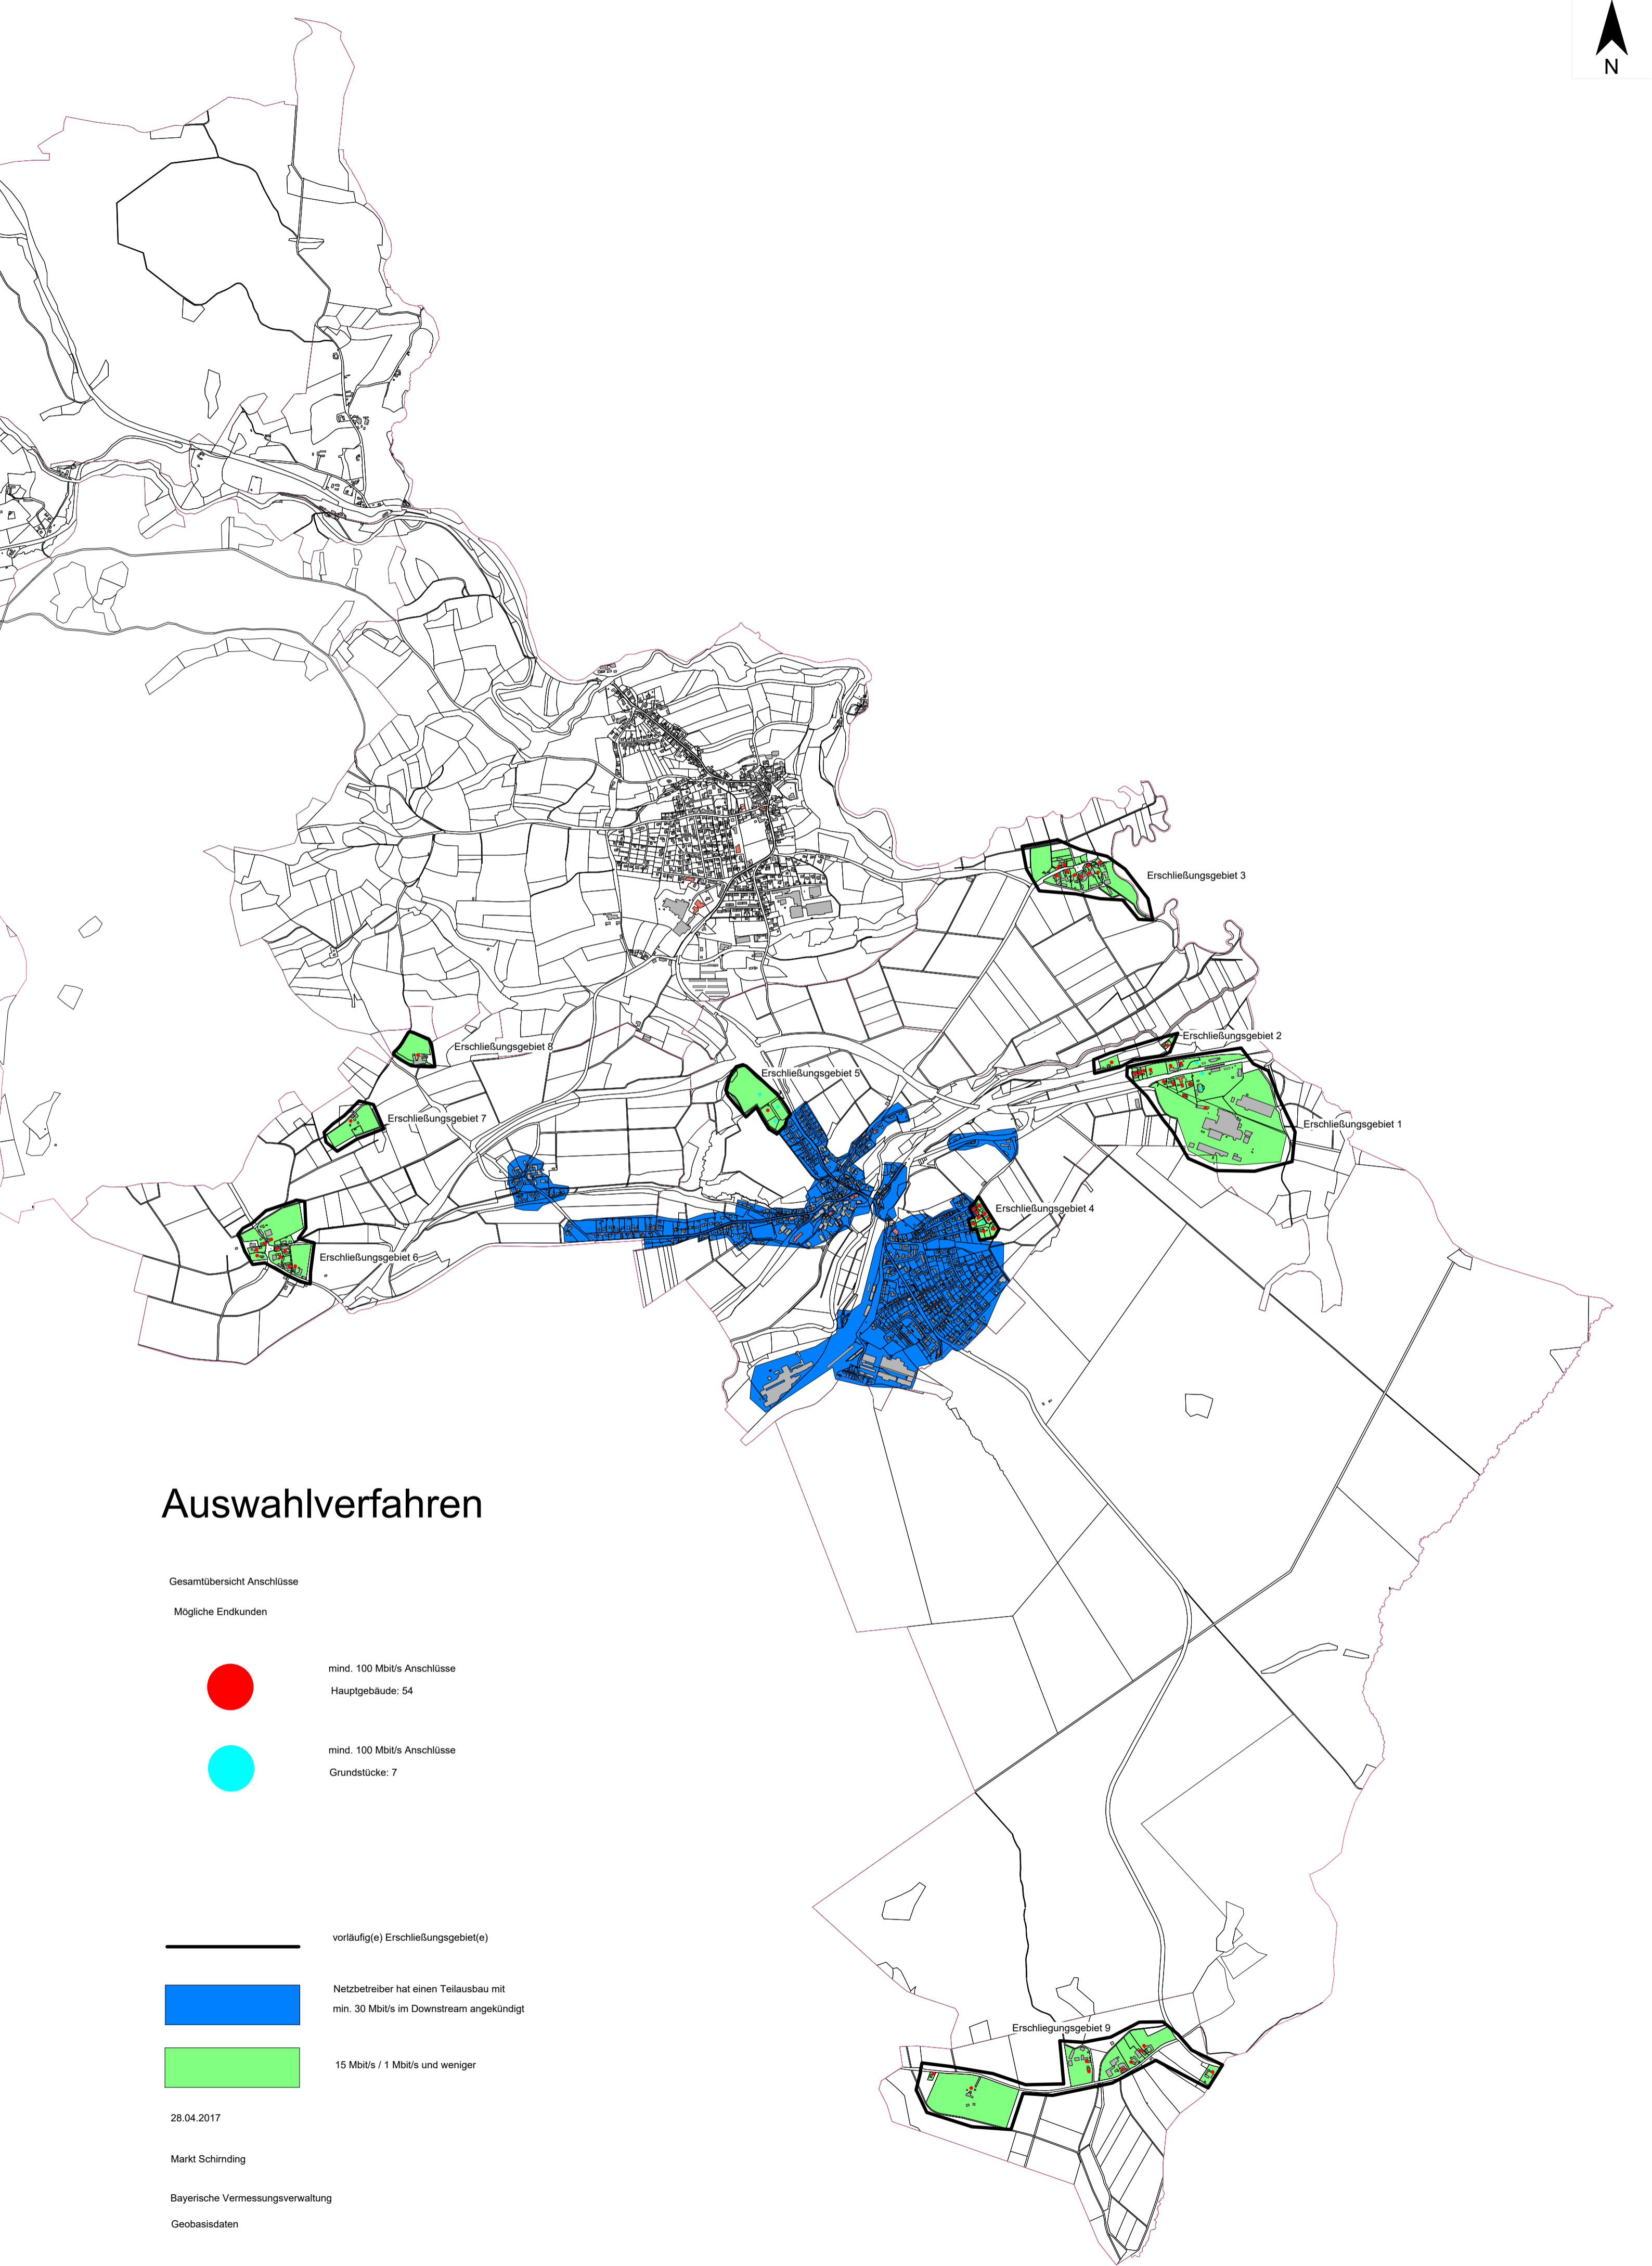 N
Erschließungsgebiet 3
Erschließungsgebiet 2
Erschließungsgebiet 8
Erschließungsgebiet 5
Erschließungsgebiet 7
Erschließungsgebiet 1
Erschließungsgebiet 4
Erschließungsgebiet 6
Auswahlverfahren
Gesamtübersicht Anschlüsse
Mögliche Endkunden
mind. 100 Mbit/s Anschlüsse
Hauptgebäude: 54
mind. 100 Mbit/s Anschlüsse
Grundstücke: 7
vorläufig(e) Erschließungsgebiet(e)
Netzbetreiber hat einen Teilausbau mit
min. 30 Mbit/s im Downstream angekündigt
Erschliegungsgebiet 9
15 Mbit/s / 1 Mbit/s und weniger
28.04.2017
Markt Schirnding
Bayerische Vermessungsverwaltung
Geobasisdaten